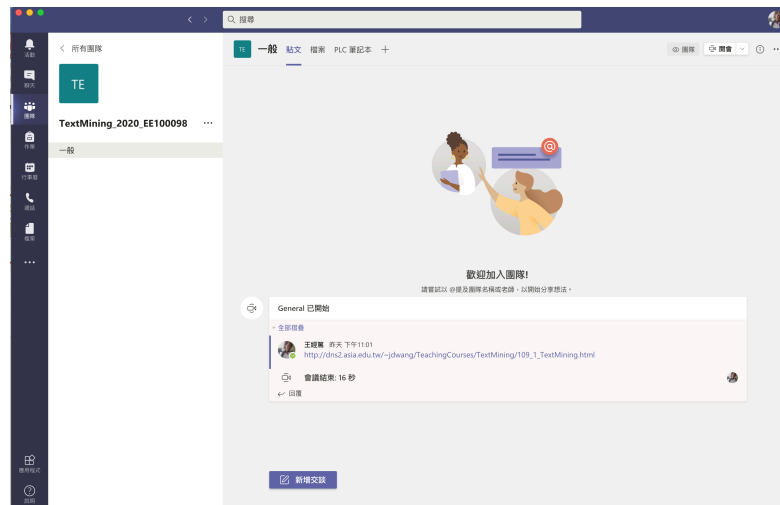 搜尋
活動
聊天
團隊
作業
行事曆
通話
檔案
應用程式
説明
所有團隊
TE
TextMining_2020_EE100098
一般
TE 一般 貼文 檔案 PLC 筆記本
團隊 開會
@
歡迎加入團隊!
請嘗試以 @提及團隊名稱或老師，以開始分享想法。
General 已開始
全部摺疊
王經篤 昨天 下午11:01
http://dns2.asia.edu.tw/~jdwang/TeachingCourses/TextMining/109_1_TextMining.html
會議結束: 16 秒
回覆
新增交談